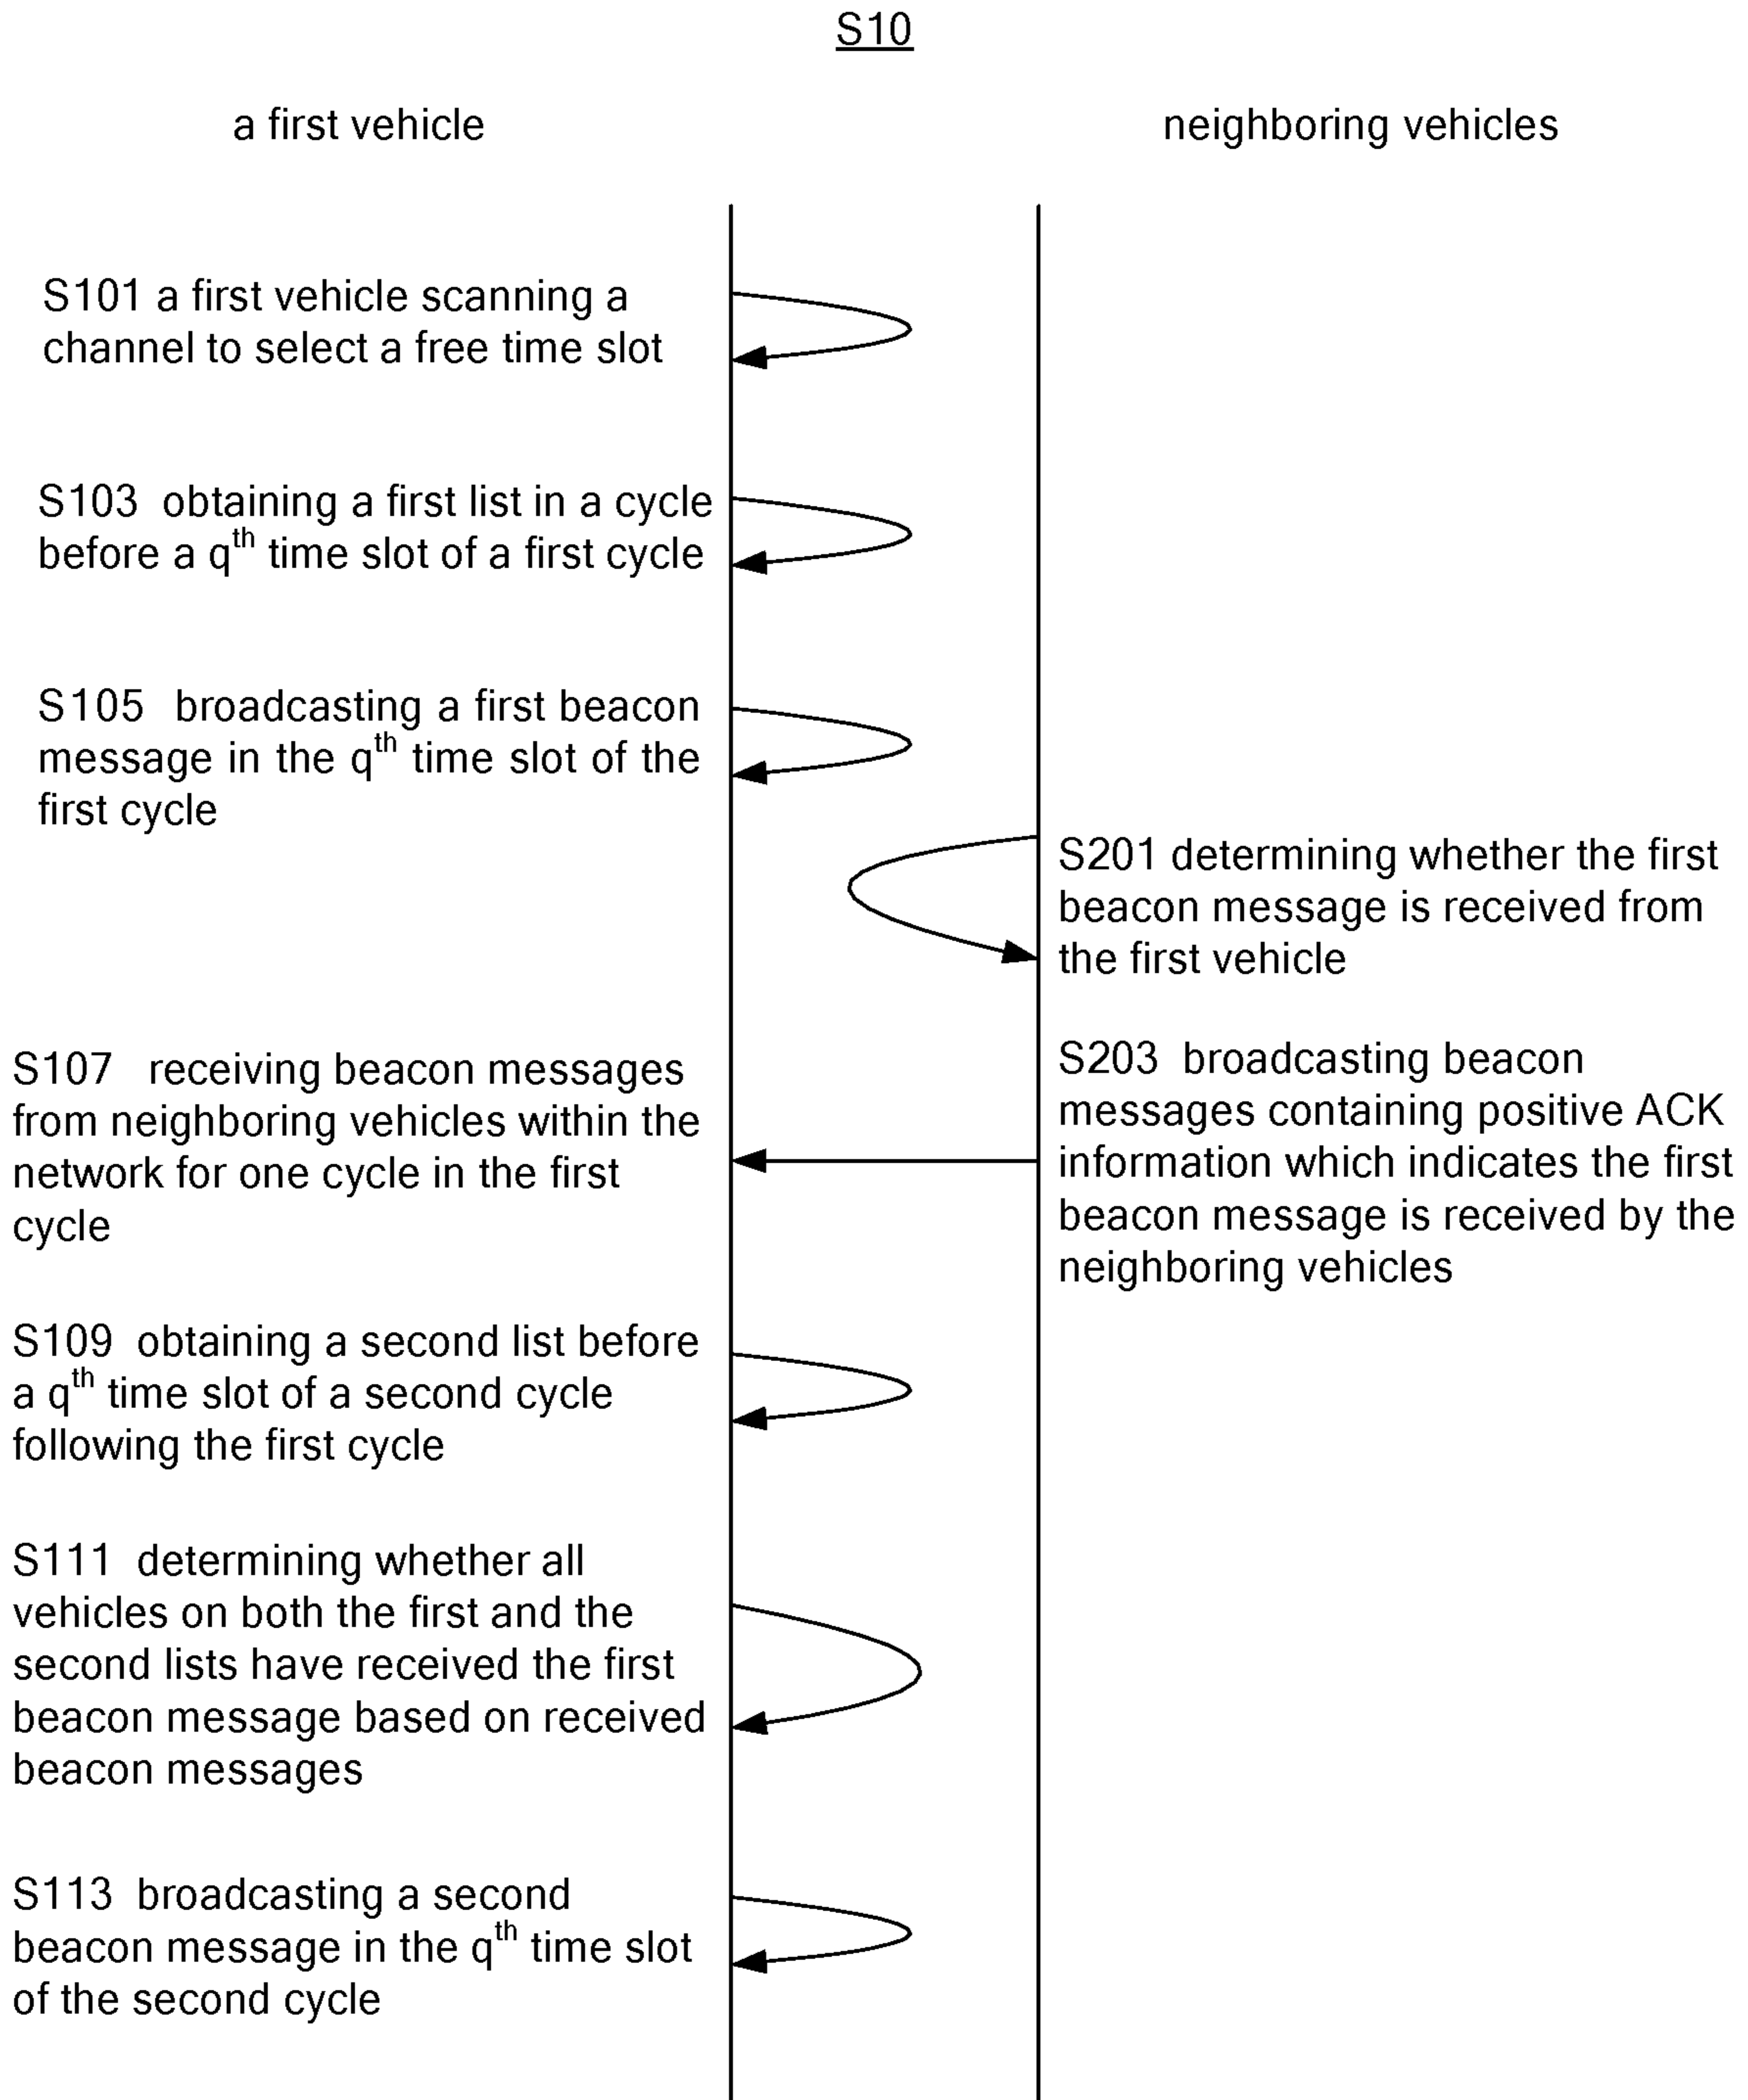 S10
a first vehicle
neighboring vehicles
S101 a first vehicle scanning a
channel to select a free time slot
S103 obtaining a first list in a cycle
before a qth time slot of a first cycle
S105 broadcasting a first beacon
message in the qth time slot of the
first cycle
S201 determining whether the first
beacon message is received from
the first vehicle
S107 receiving beacon messages
from neighboring vehicles within the
network for one cycle in the first
cycle
S203 broadcasting beacon
messages containing positive ACK
information which indicates the first
beacon message is received by the
neighboring vehicles
S109 obtaining a second list before
a qth time slot of a second cycle
following the first cycle
S111 determining whether all
vehicles on both the first and the
second lists have received the first
beacon message based on received
beacon messages
S113 broadcasting a second
beacon message in the qth time slot
of the second cycle